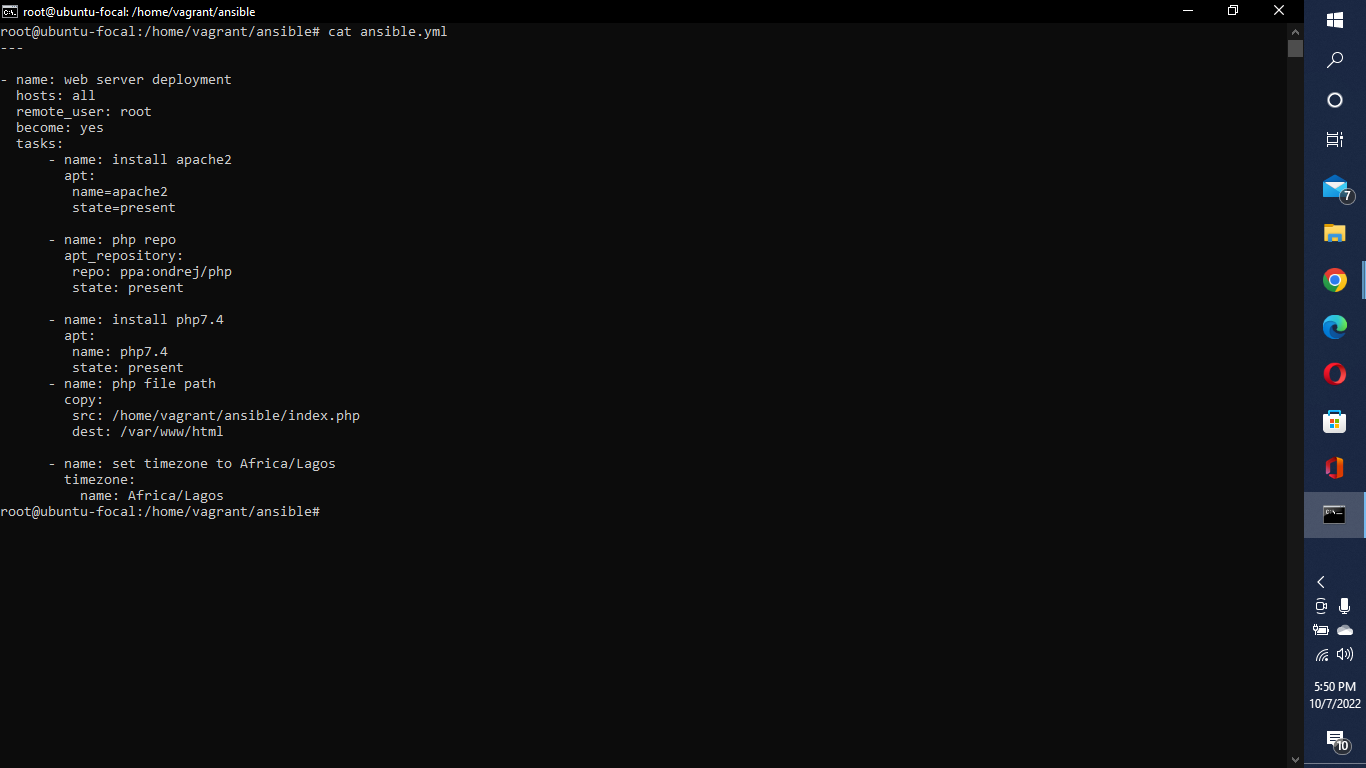 root@ubuntu-focal: /home/vagrant/ansible
root@ubuntu-focal:/home/vagrant/ansible# cat ansible.yml
---

- name: web server deployment
  hosts: all
  remote_user: root
  become: yes
  tasks:
      - name: install apache2
        apt:
         name=apache2
         state=present

      - name: php repo
        apt_repository:
         repo: ppa:ondrej/php
         state: present

      - name: install php7.4
        apt:
         name: php7.4
         state: present
      - name: php file path
        copy:
         src: /home/vagrant/ansible/index.php
         dest: /var/www/html

      - name: set timezone to Africa/Lagos
        timezone:
          name: Africa/Lagos
root@ubuntu-focal:/home/vagrant/ansible#
7
5:50 PM
10/7/2022
10